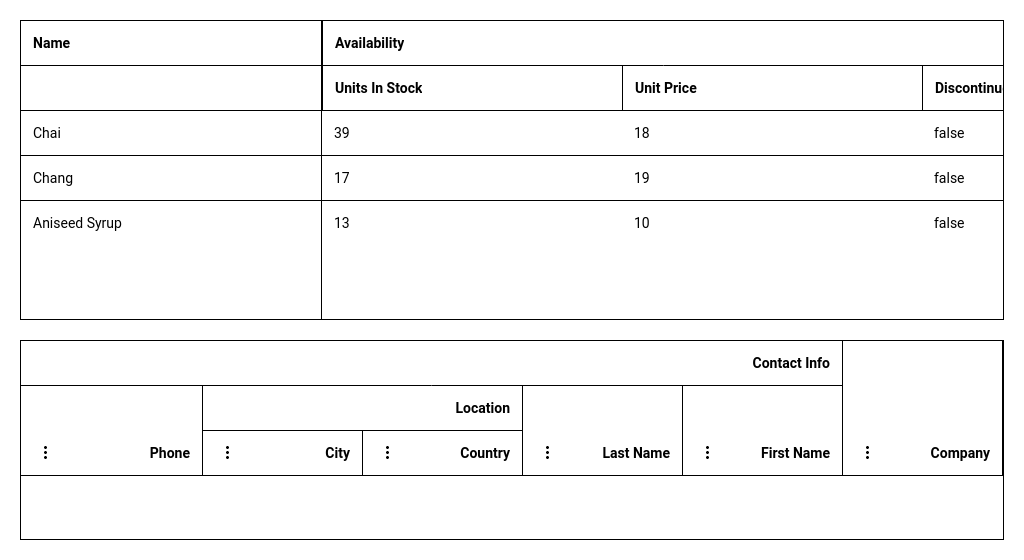 Name Availability
Units In Stock Unit Price Discontinu
Chai 39 18 false
Chang 17 19 false
Aniseed Syrup 13 10 false
Contact Info
Location
Phone City Country Last Name First Name Company